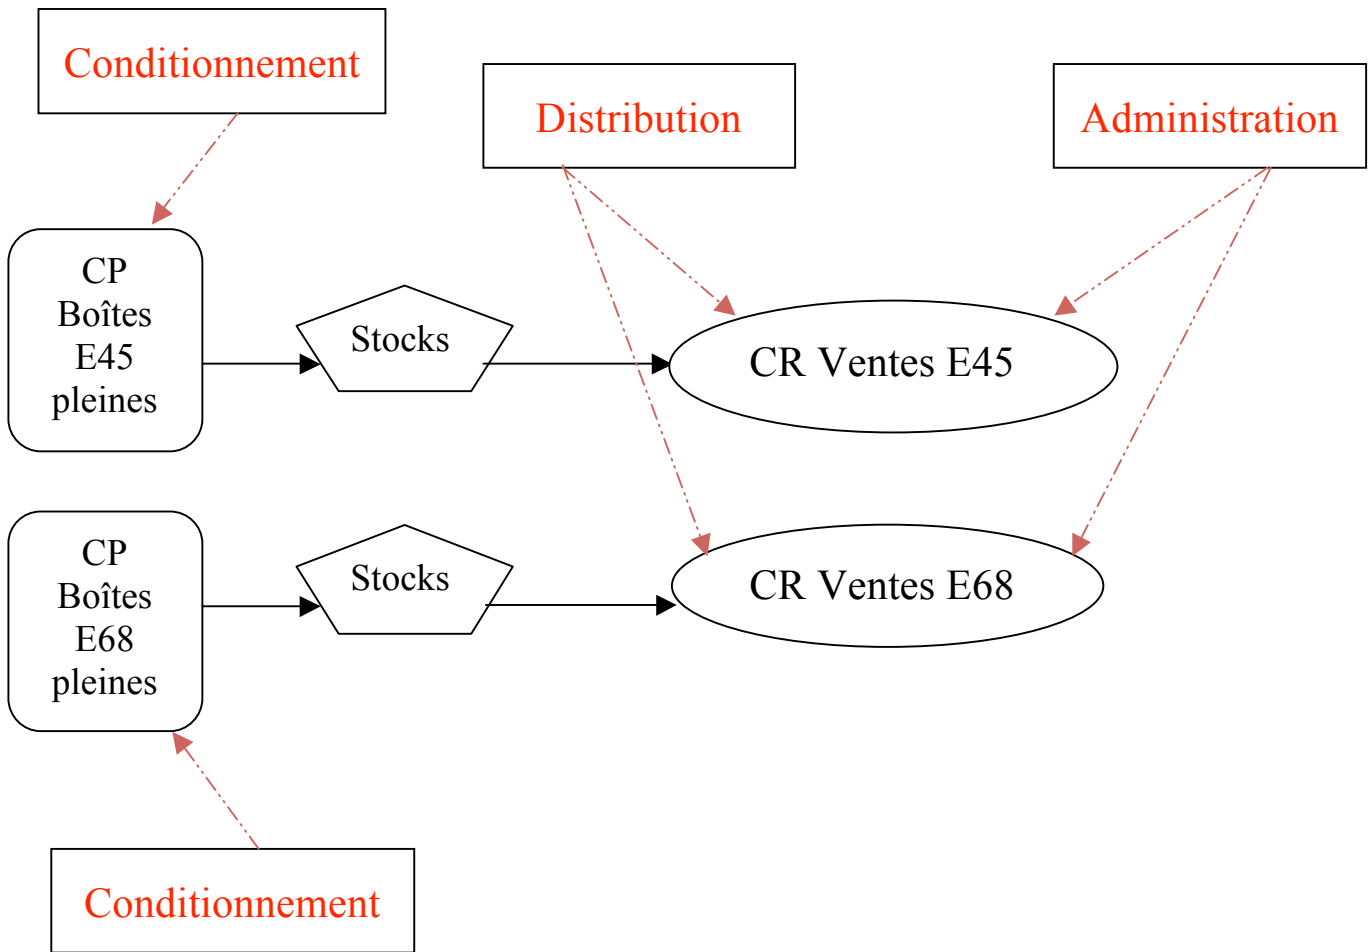 Conditionnement
Distribution
Administration
CP
Boîtes
E45
pleines
Stocks
CR Ventes E45
CP
Boîtes
E68
pleines
Stocks
CR Ventes E68
Conditionnement